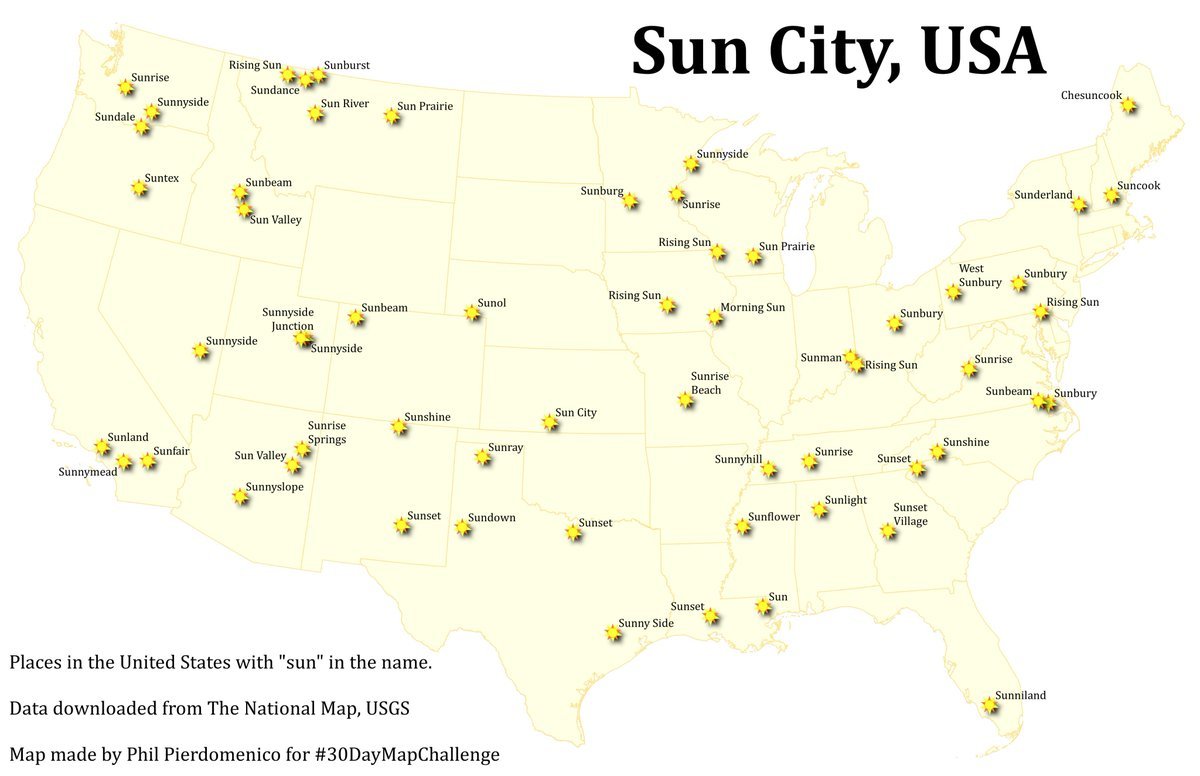 Sun City, USA
Rising Sun
Sunburst
Sunrise
Sundance
Chesuncook
Sunnyside
Sun River
Sun Prairie
Sundale
Sunnyside
Suntex
Sunbeam
Sunburg
Suncook
Sunderland
Sunrise
Sun Valley
Rising Sun
Sun Prairie
West
Sunbury
Sunbury
Rising Sun
Sunol
Rising Sun
Sunbeam
Morning Sun
Sunnyside
Junction
Sunbury
Sunnyside
Sunnyside
Sunman
Rising Sun
Sunrise
Sunrise
Beach
Sunbeam
Sunbury
Sun City
Sunshine
Sunrise
Springs
Sunland
Sunfair
Sunnymead
Sun Valley
Sunray
Sunshine
Sunnyhill
Sunrise
Sunset
Sunnyslope
Sunlight
Sunset
Village
Sunset
Sundown
Sunset
Sunflower
Sun
Sunset
Sunny Side
Places in the United States with "sun" in the name.
Sunniland
Data downloaded from The National Map, USGS
Map made by Phil Pierdomenico for #30DayMapChallenge